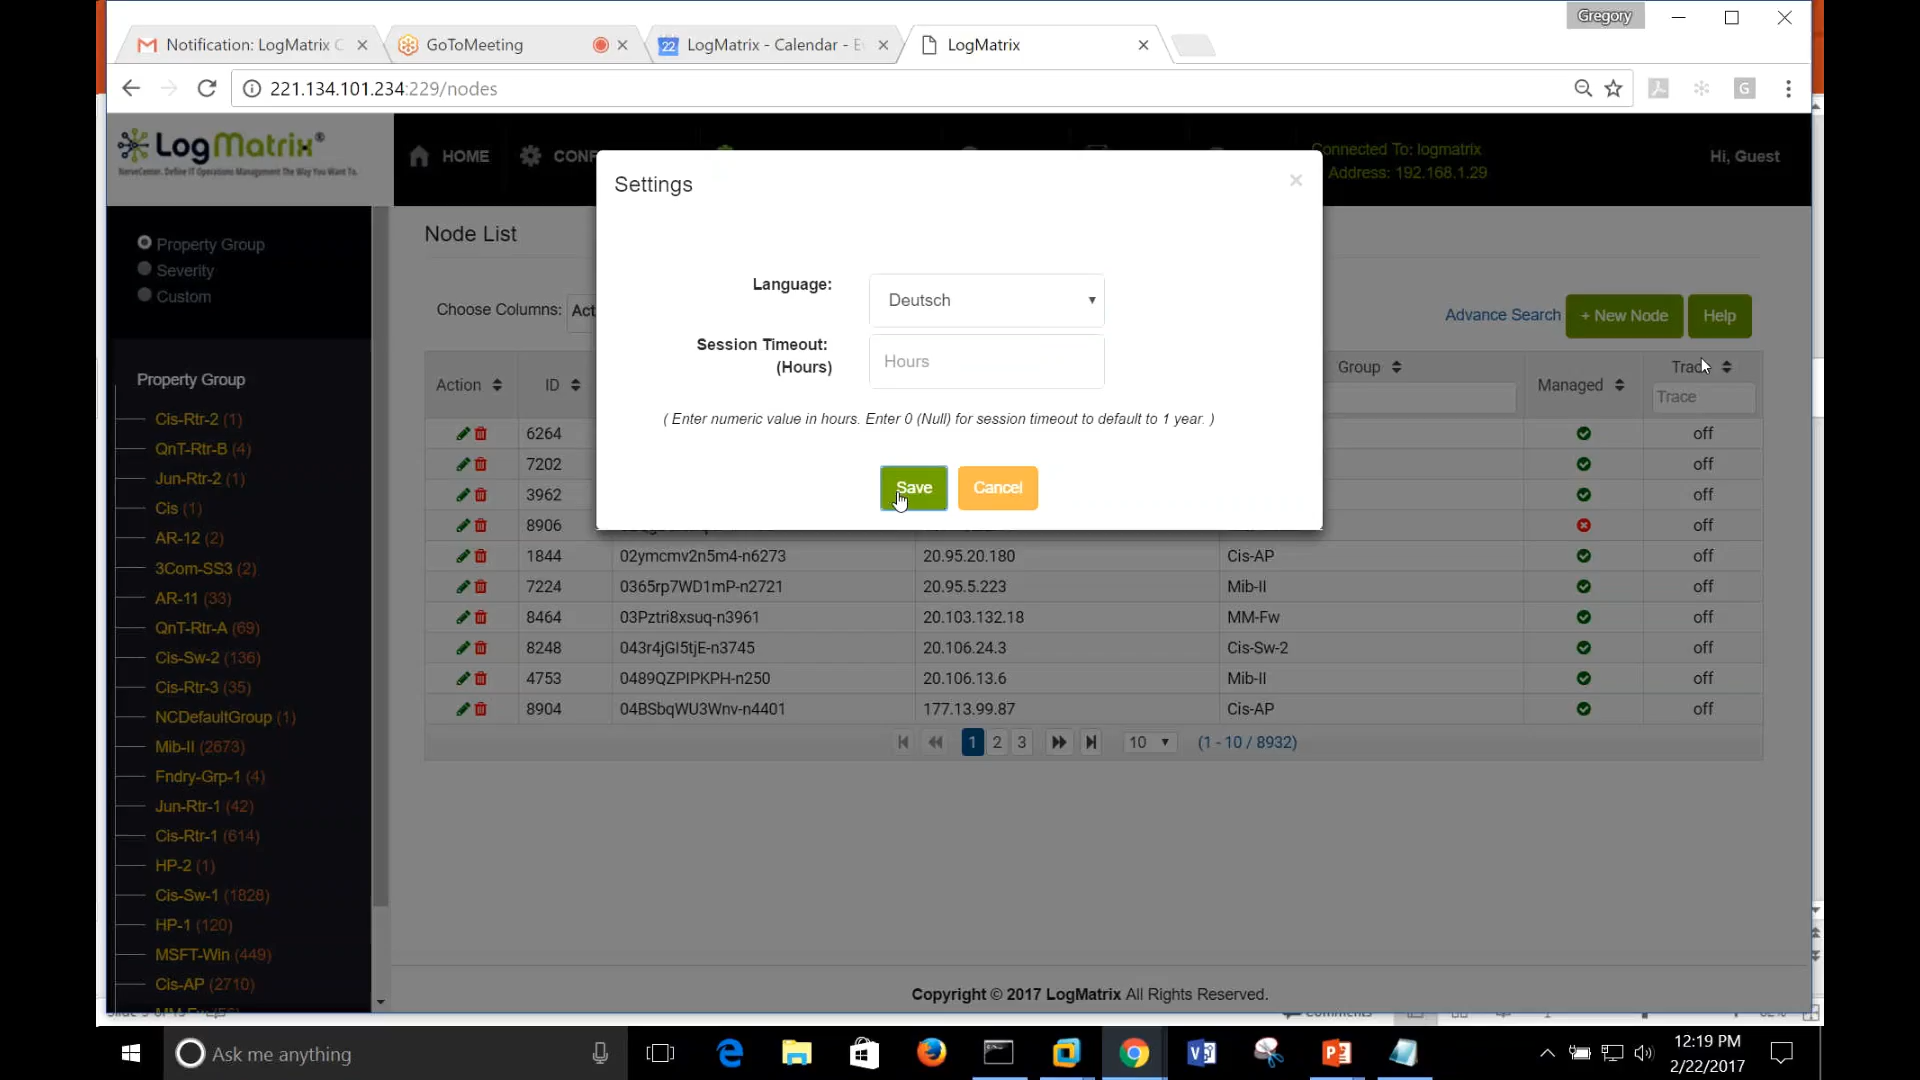 Gregory
Notification: LogMatrix C
GoToMeeting
22 LogMatrix - Calendar - E
LogMatrix
221.134.101.234:229/nodes
G
LogMatrix®
NerveCenter. Define IT Operations Management The Way You Want To.
HOME
CONF
Connected To: logmatrix
Address: 192.168.1.29
Hi, Guest
Property Group
Severity
Custom
Property Group
Cis-Rtr-2 (1)
QnT-Rtr-B (4)
Jun-Rtr-2 (1)
Cis (1)
AR-12 (2)
3Com-SS3 (2)
AR-11 (33)
QnT-Rtr-A (69)
Cis-Sw-2 (136)
Cis-Rtr-3 (35)
NCDefaultGroup (1)
Mib-II (2673)
Fndry-Grp-1 (4)
Jun-Rtr-1 (42)
Cis-Rtr-1 (614)
HP-2 (1)
Cis-Sw-1 (1828)
HP-1 (120)
MSFT-Win (449)
Cis-AP (2710)
Node List
Choose Columns: Act
Advance Search + New Node Help
Settings
×
Language: Deutsch
Session Timeout: (Hours) Hours
( Enter numeric value in hours. Enter 0 (Null) for session timeout to default to 1 year. )
Save Cancel
Action ID Group Managed Trace
Trace
6264 off
7202 off
3962 off
8906 off
1844 02ymcmv2n5m4-n6273 20.95.20.180 Cis-AP off
7224 0365rp7WD1mP-n2721 20.95.5.223 Mib-II off
8464 03Pztri8xsuq-n3961 20.103.132.18 MM-Fw off
8248 043r4jGI5tjE-n3745 20.106.24.3 Cis-Sw-2 off
4753 0489QZPIPKPH-n250 20.106.13.6 Mib-II off
8904 04BSbqWU3Wnv-n4401 177.13.99.87 Cis-AP off
1 2 3 10 (1 - 10 / 8932)
Copyright © 2017 LogMatrix All Rights Reserved.
Comments
Ask me anything
12:19 PM
2/22/2017